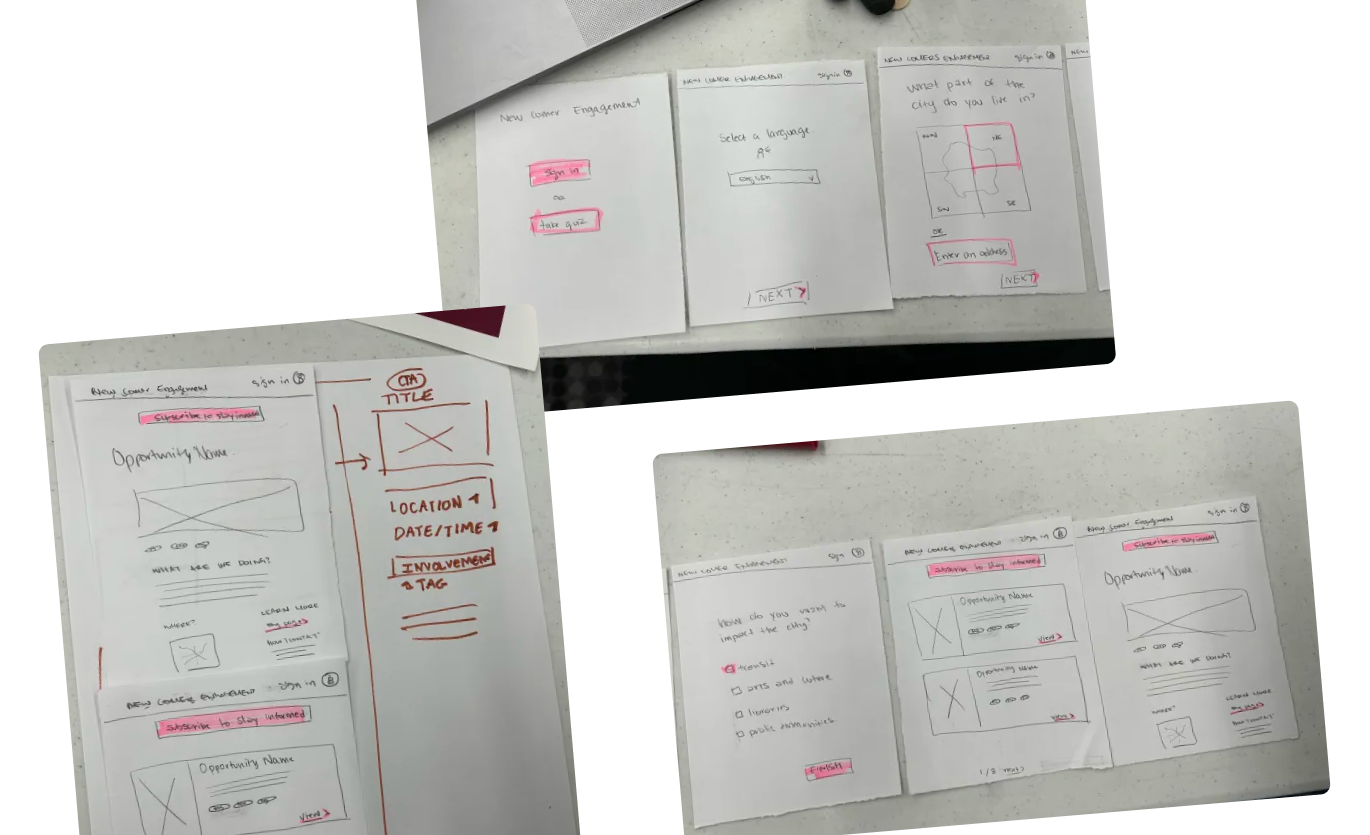 New Comer Engagement
sign in
OR
take quiz
NEW COMER ENGAGEMENT
sign in
Select a language
English
NEXT
NEW COMERS ENGAGEMENT
sign in
What part of the
city do you live in?
NW
NE
SW
SE
OR
Enter an address
NEXT
New Comer Engagement
sign in
Subscribe to stay involved
Opportunity Name
WHAT ARE WE DOING?
WHERE?
LEARN MORE
NEW COMERS ENGAGEMENT
sign in
subscribe to stay informed
Opportunity Name
view
CTA
TITLE
LOCATION
DATE/TIME
INVOLVEMENT
TAG
NEW COMER ENGAGEMENT
sign
How do you want to
impact the city?
transit
arts and
libraries
public
FINISH
NEW COMERS ENGAGEMENT
sign in
subscribe to stay informed
Opportunity Name
view
Opportunity Name
view
1/8 next
New Comer Engagement
sign in
Subscribe to stay involved
Opportunity Name
WHAT ARE WE DOING?
WHERE?
LEARN MORE